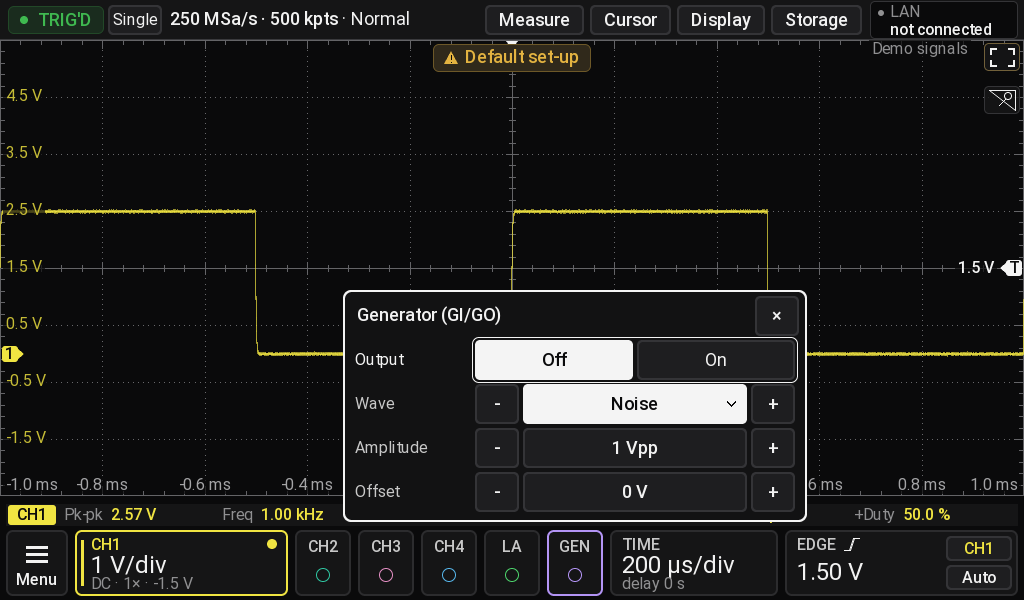 TRIG'D Single 250 MSa/s · 500 kpts · Normal Measure Cursor Display Storage LAN not connected
Demo signals
Default set-up
4.5 V
3.5 V
2.5 V
1.5 V
1.5 V T
0.5 V
1
-0.5 V
-1.5 V
-1.0 ms -0.8 ms -0.6 ms -0.4 ms 6 ms 0.8 ms 1.0 ms
Generator (GI/GO) ×
Output Off On
Wave - Noise +
Amplitude - 1 Vpp +
Offset - 0 V +
CH1 Pk-pk 2.57 V Freq 1.00 kHz +Duty 50.0 %
Menu
CH1
1 V/div
DC · 1× · -1.5 V
CH2 CH3 CH4 LA GEN
TIME
200 µs/div
delay 0 s
EDGE CH1
1.50 V Auto